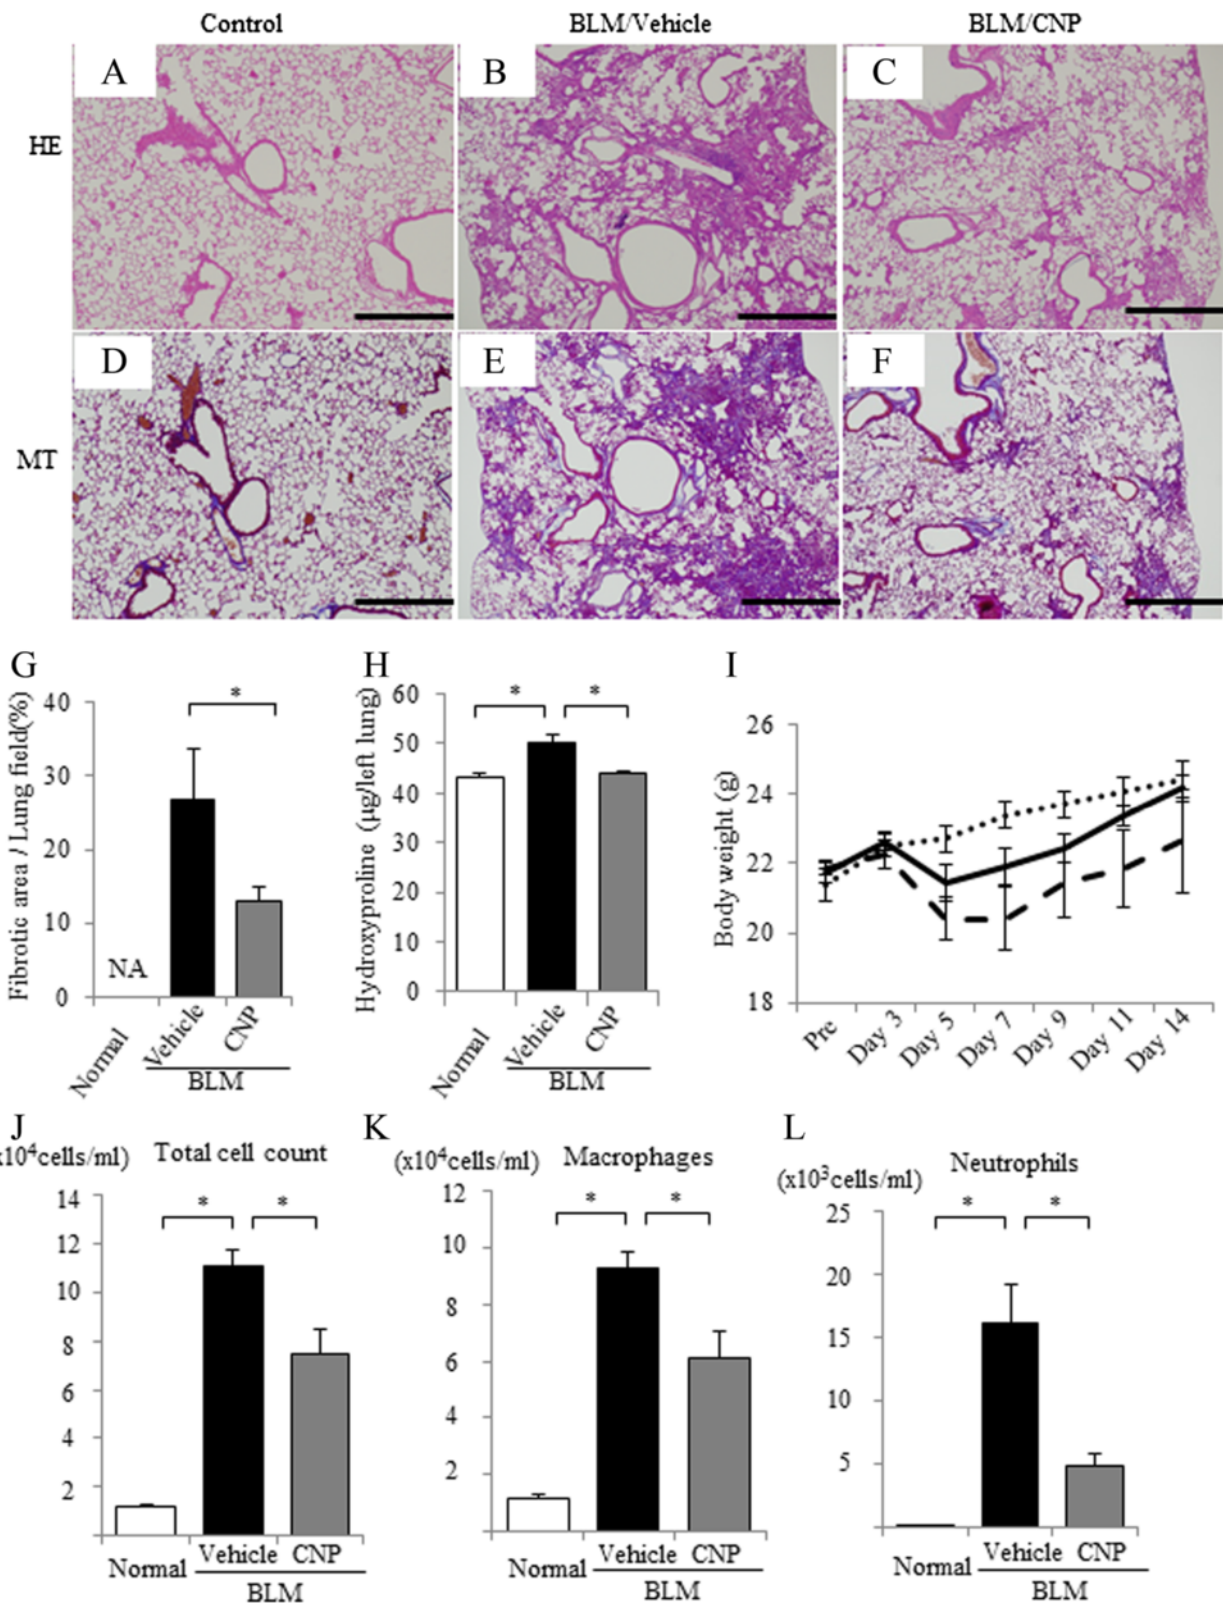 Control BLM/Vehicle BLM/CNP
HE
A B C
MT
D E F
G
Fibrotic area / Lung field(%)
40
30
20
10
0
NA
*
Normal Vehicle CNP
BLM
H
Hydroxyproline (μg/left lung)
60
50
40
30
20
10
0
* *
Normal Vehicle CNP
BLM
I
Body weight (g)
26
24
22
20
18
Pre Day 3 Day 5 Day 7 Day 9 Day 11 Day 14
J
x10⁴cells/ml) Total cell count
14
12
10
8
6
4
2
* *
Normal Vehicle CNP
BLM
K
(x10⁴cells/ml) Macrophages
12
10
8
6
4
2
* *
Normal Vehicle CNP
BLM
L
(x10³cells/ml) Neutrophils
25
20
15
10
5
* *
Normal Vehicle CNP
BLM